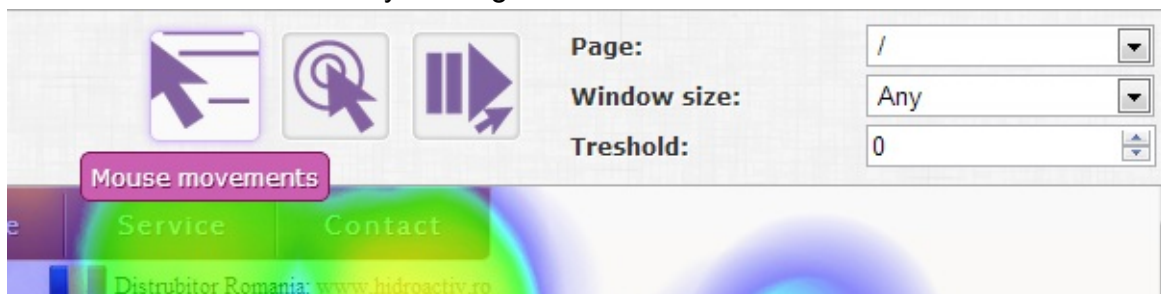 Page:
/
Window size:
Any
Treshold:
0
Mouse movements
e
Service
Contact
Distrubitor Romania: www.hidroactiv.ro